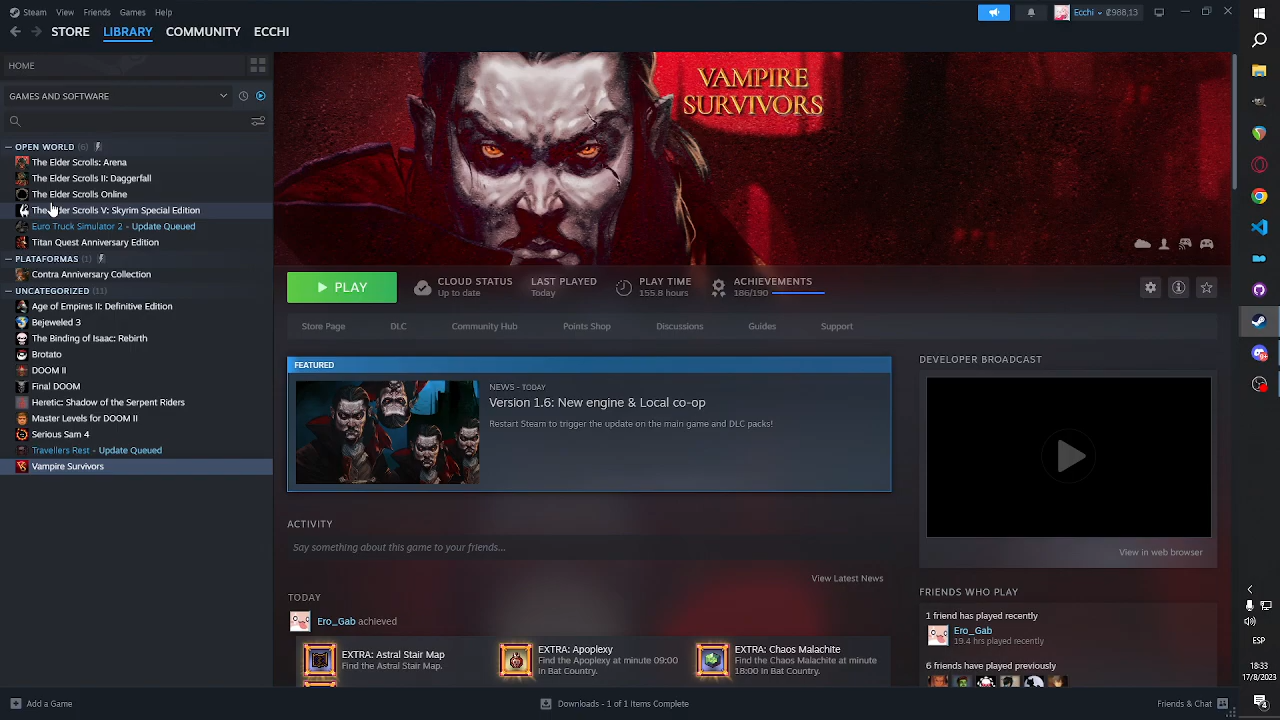 Steam View Friends Games Help
Ecchi ₡988,13
STORE LIBRARY COMMUNITY ECCHI
HOME
GAMES AND SOFTWARE
OPEN WORLD (6)
The Elder Scrolls: Arena
The Elder Scrolls II: Daggerfall
The Elder Scrolls Online
The Elder Scrolls V: Skyrim Special Edition
Euro Truck Simulator 2 - Update Queued
Titan Quest Anniversary Edition
PLATAFORMAS (1)
Contra Anniversary Collection
UNCATEGORIZED (11)
Age of Empires II: Definitive Edition
Bejeweled 3
The Binding of Isaac: Rebirth
Brotato
DOOM II
Final DOOM
Heretic: Shadow of the Serpent Riders
Master Levels for DOOM II
Serious Sam 4
Travellers Rest - Update Queued
Vampire Survivors
VAMPIRE
SURVIVORS
PLAY
CLOUD STATUS
Up to date
LAST PLAYED
Today
PLAY TIME
155.8 hours
ACHIEVEMENTS
186/190
Store Page DLC Community Hub Points Shop Discussions Guides Support
FEATURED
NEWS - TODAY
Version 1.6: New engine & Local co-op
Restart Steam to trigger the update on the main game and DLC packs!
ACTIVITY
Say something about this game to your friends...
View Latest News
TODAY
Ero_Gab achieved
EXTRA: Astral Stair Map
Find the Astral Stair Map.
EXTRA: Apoplexy
Find the Apoplexy at minute 09:00
in Bat Country.
EXTRA: Chaos Malachite
Find the Chaos Malachite at minute
18:00 in Bat Country.
DEVELOPER BROADCAST
View in web browser
FRIENDS WHO PLAY
1 friend has played recently
Ero_Gab
19.4 hrs played recently
6 friends have played previously
Add a Game
Downloads - 1 of 1 Items Complete
Friends & Chat
ESP